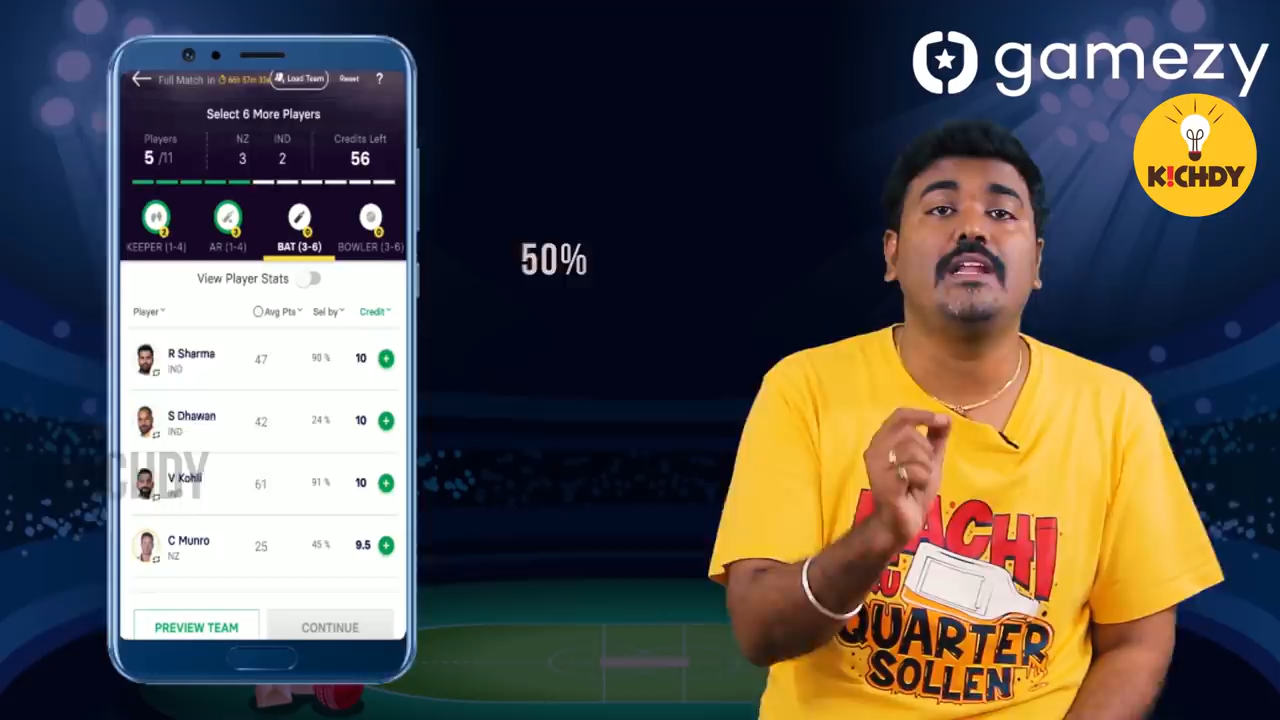 Full Match in
Load Team
Reset
?
Select 6 More Players
Players
NZ
IND
Credits Left
5 /11
3
2
56
KEEPER (1-4)
AR (1-4)
BAT (3-6)
BOWLER (3-6)
View Player Stats
Player
Avg Pts
Sel by
Credit
R Sharma
IND
47
90 %
10
S Dhawan
IND
42
24 %
10
V Kohli
61
91 %
10
C Munro
NZ
25
45 %
9.5
PREVIEW TEAM
CONTINUE
50%
gamezy
K!CHDY
QUARTER
SOLLEN